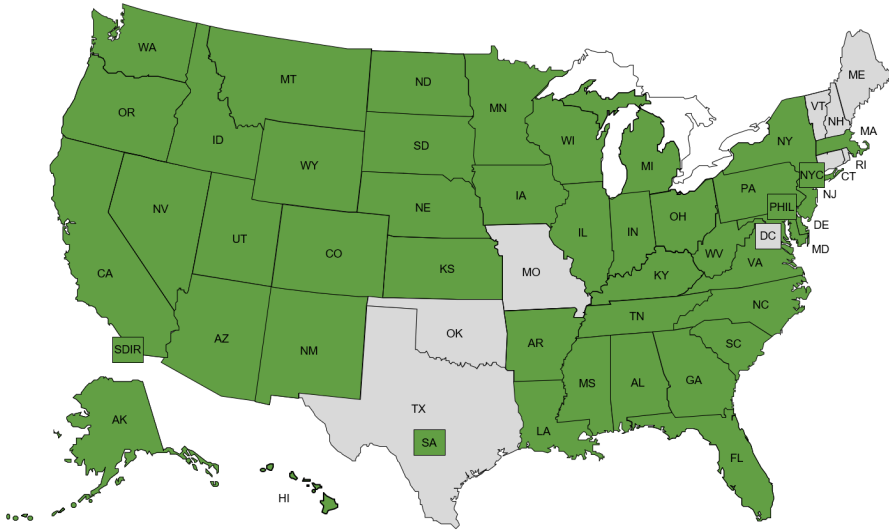 WA
MT
ND
MN
ME
VT
NH
MA
OR
ID
SD
WI
MI
NY
WY
RI
CT
NYC
PA
NJ
IA
NE
NV
UT
CO
IL
IN
OH
PHIL
DE
DC
MD
WV
VA
KS
MO
KY
CA
NC
TN
AZ
NM
OK
AR
SC
SDIR
MS
AL
GA
TX
AK
LA
SA
FL
HI